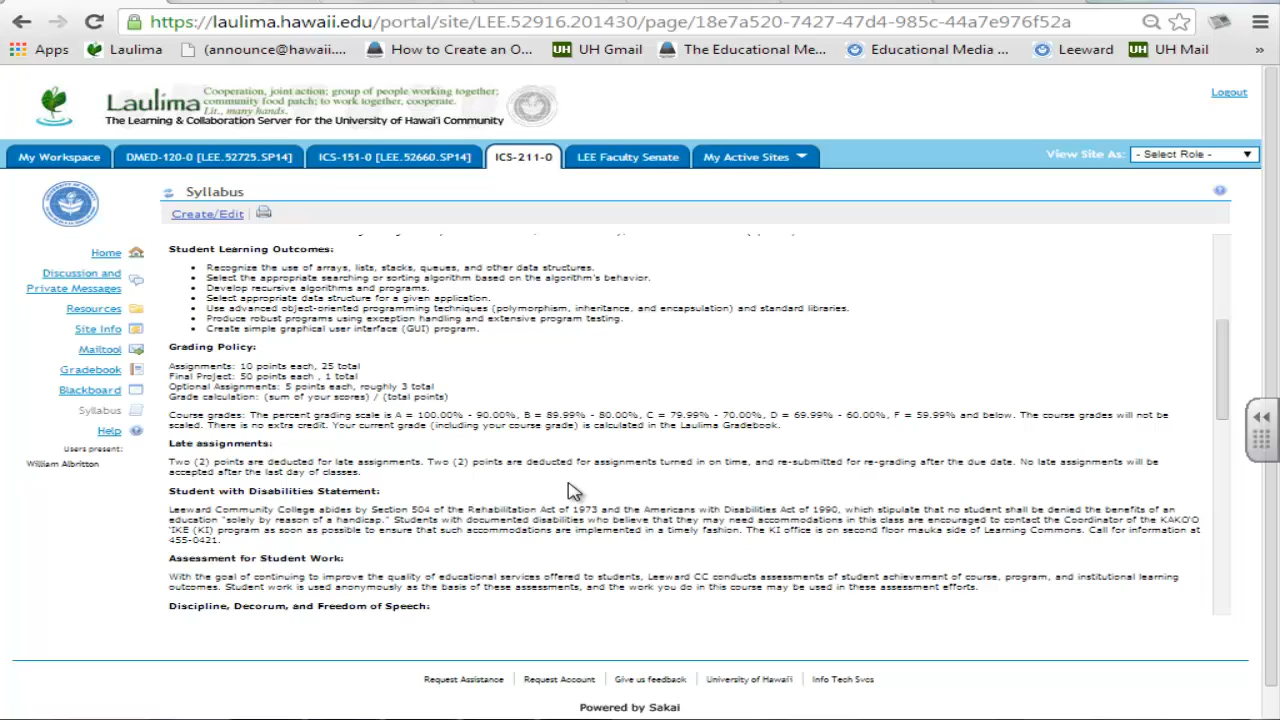 https://laulima.hawaii.edu/portal/site/LEE.52916.201430/page/18e7a520-7427-47d4-985c-44a7e976f52a
Apps Laulima (announce@hawaii.... How to Create an O... UH UH Gmail The Educational Me... Educational Media ... Leeward UH UH Mail »
Laulima
Cooperation, joint action; group of people working together;
community food patch; to work together, cooperate.
Lit., many hands.
The Learning & Collaboration Server for the University of Hawai'i Community
Logout
My Workspace DMED-120-0 [LEE.52725.SP14] ICS-151-0 [LEE.52660.SP14] ICS-211-0 LEE Faculty Senate My Active Sites View Site As: - Select Role -
Syllabus
Create/Edit
Home
Discussion and
Private Messages
Resources
Site Info
Mailtool
Gradebook
Blackboard
Syllabus
Help
Users present:
William Albritton
Student Learning Outcomes:
• Recognize the use of arrays, lists, stacks, queues, and other data structures.
• Select the appropriate searching or sorting algorithm based on the algorithm's behavior.
• Develop recursive algorithms and programs.
• Select appropriate data structure for a given application.
• Use advanced object-oriented programming techniques (polymorphism, inheritance, and encapsulation) and standard libraries.
• Produce robust programs using exception handling and extensive program testing.
• Create simple graphical user interface (GUI) program.
Grading Policy:
Assignments: 10 points each, 25 total
Final Project: 50 points each , 1 total
Optional Assignments: 5 points each, roughly 3 total
Grade calculation: (sum of your scores) / (total points)
Course grades: The percent grading scale is A = 100.00% - 90.00%, B = 89.99% - 80.00%, C = 79.99% - 70.00%, D = 69.99% - 60.00%, F = 59.99% and below. The course grades will not be
scaled. There is no extra credit. Your current grade (including your course grade) is calculated in the Laulima Gradebook.
Late assignments:
Two (2) points are deducted for late assignments. Two (2) points are deducted for assignments turned in on time, and re-submitted for re-grading after the due date. No late assignments will be
accepted after the last day of classes.
Student with Disabilities Statement:
Leeward Community College abides by Section 504 of the Rehabilitation Act of 1973 and the Americans with Disabilities Act of 1990, which stipulate that no student shall be denied the benefits of an
education "solely by reason of a handicap." Students with documented disabilities who believe that they may need accommodations in this class are encouraged to contact the Coordinator of the KAKO'O
'IKE (KI) program as soon as possible to ensure that such accommodations are implemented in a timely fashion. The KI office is on second floor mauka side of Learning Commons. Call for information at
455-0421.
Assessment for Student Work:
With the goal of continuing to improve the quality of educational services offered to students, Leeward CC conducts assessments of student achievement of course, program, and institutional learning
outcomes. Student work is used anonymously as the basis of these assessments, and the work you do in this course may be used in these assessment efforts.
Discipline, Decorum, and Freedom of Speech:
Request Assistance Request Account Give us feedback University of Hawai'i Info Tech Svcs
Powered by Sakai